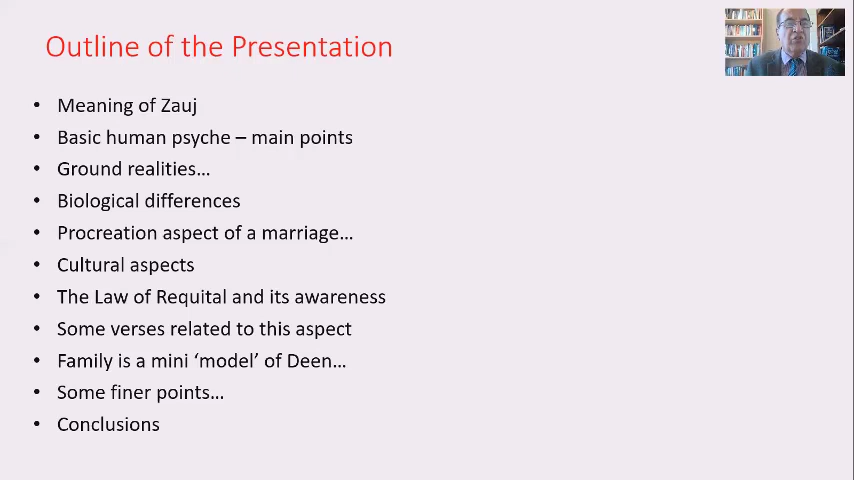 Outline of the Presentation
• Meaning of Zauj
• Basic human psyche – main points
• Ground realities…
• Biological differences
• Procreation aspect of a marriage…
• Cultural aspects
• The Law of Requital and its awareness
• Some verses related to this aspect
• Family is a mini ‘model’ of Deen…
• Some finer points…
• Conclusions